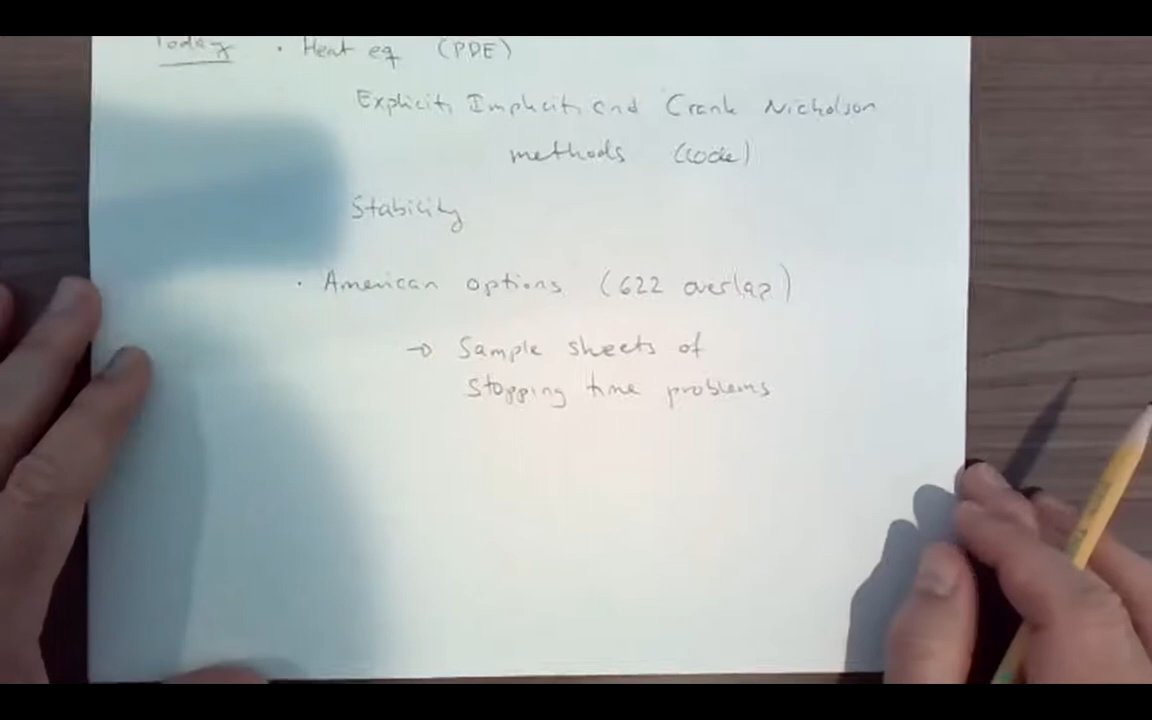 Today • Heat eq (PDE)
Explicit, Implicit, and Crank Nicholson
methods (code)
Stability
• American options (622 overlap)
→ Sample sheets of
stopping time problems